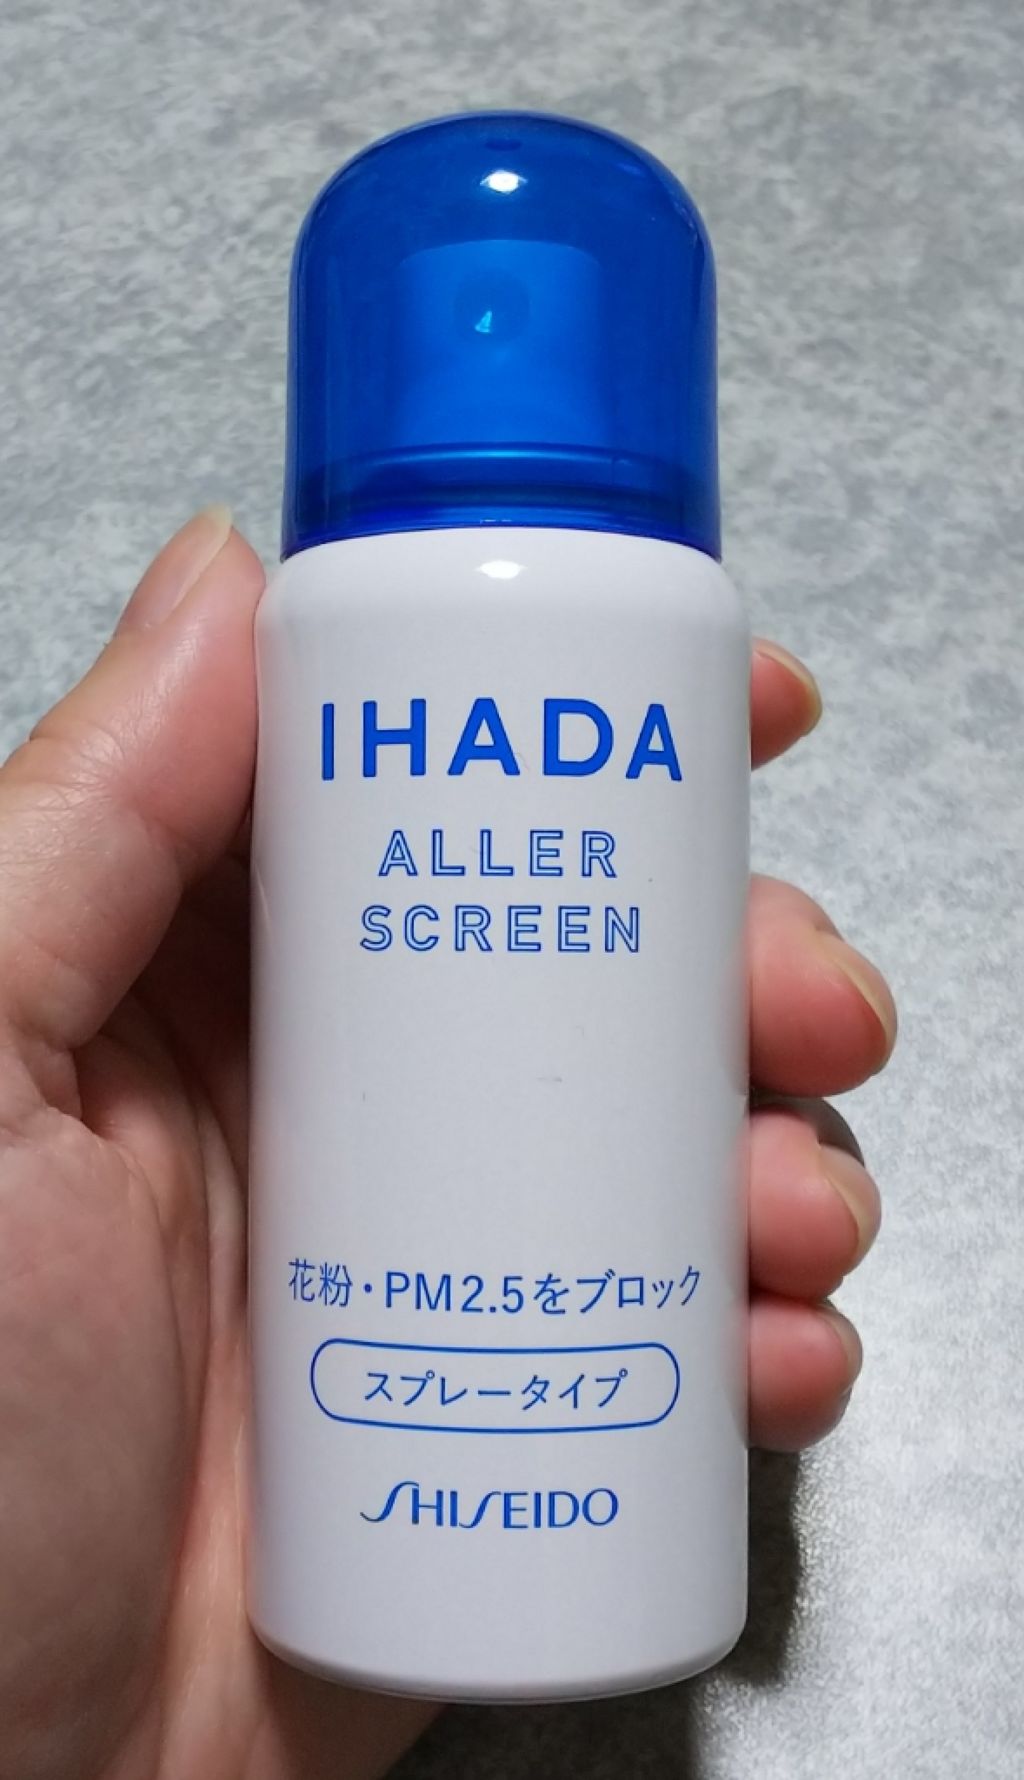 IHADA
ALLER
SCREEN
花粉・PM2.5をブロック
スプレータイプ
SHISEIDO